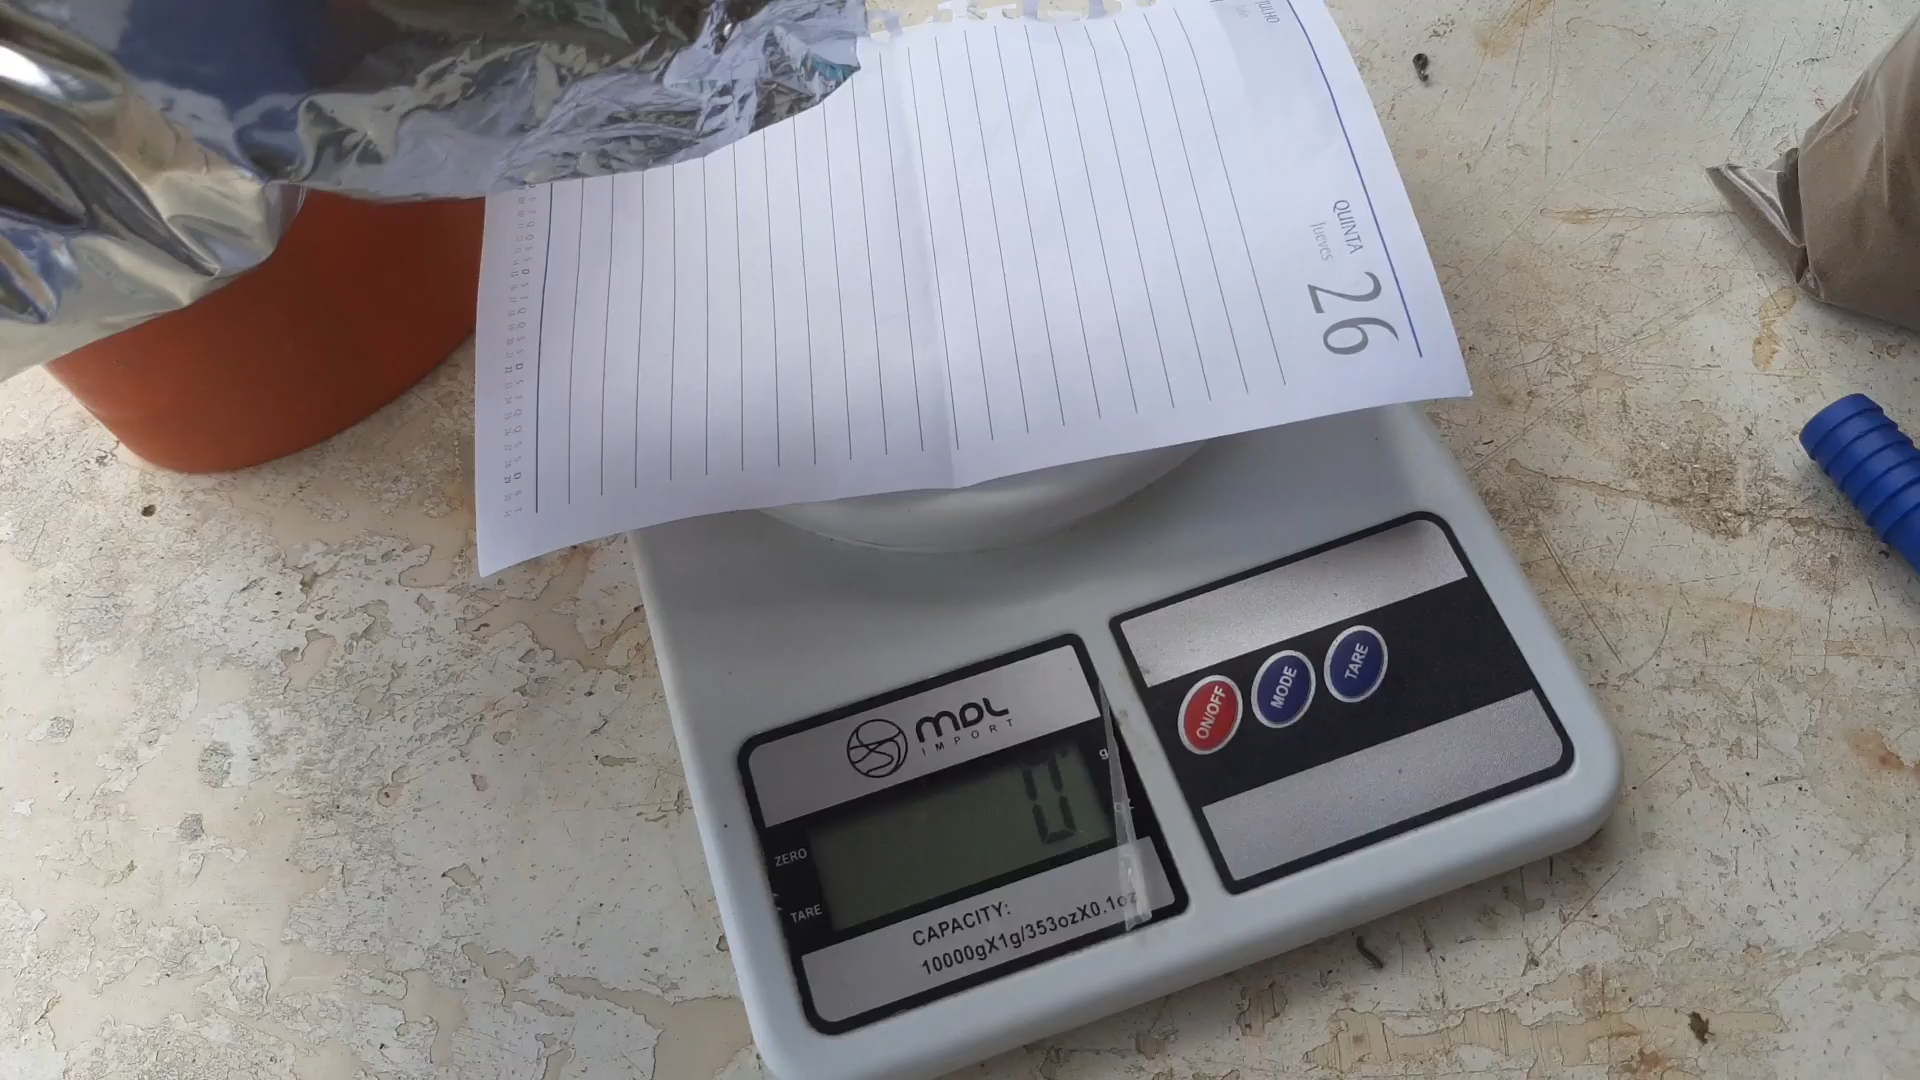 QUINTA
Jueves
26
MDL
IMPORT
g
0
ZERO
TARE
CAPACITY:
10000gX1g/353ozX0.1oz
ON/OFF
MODE
TARE